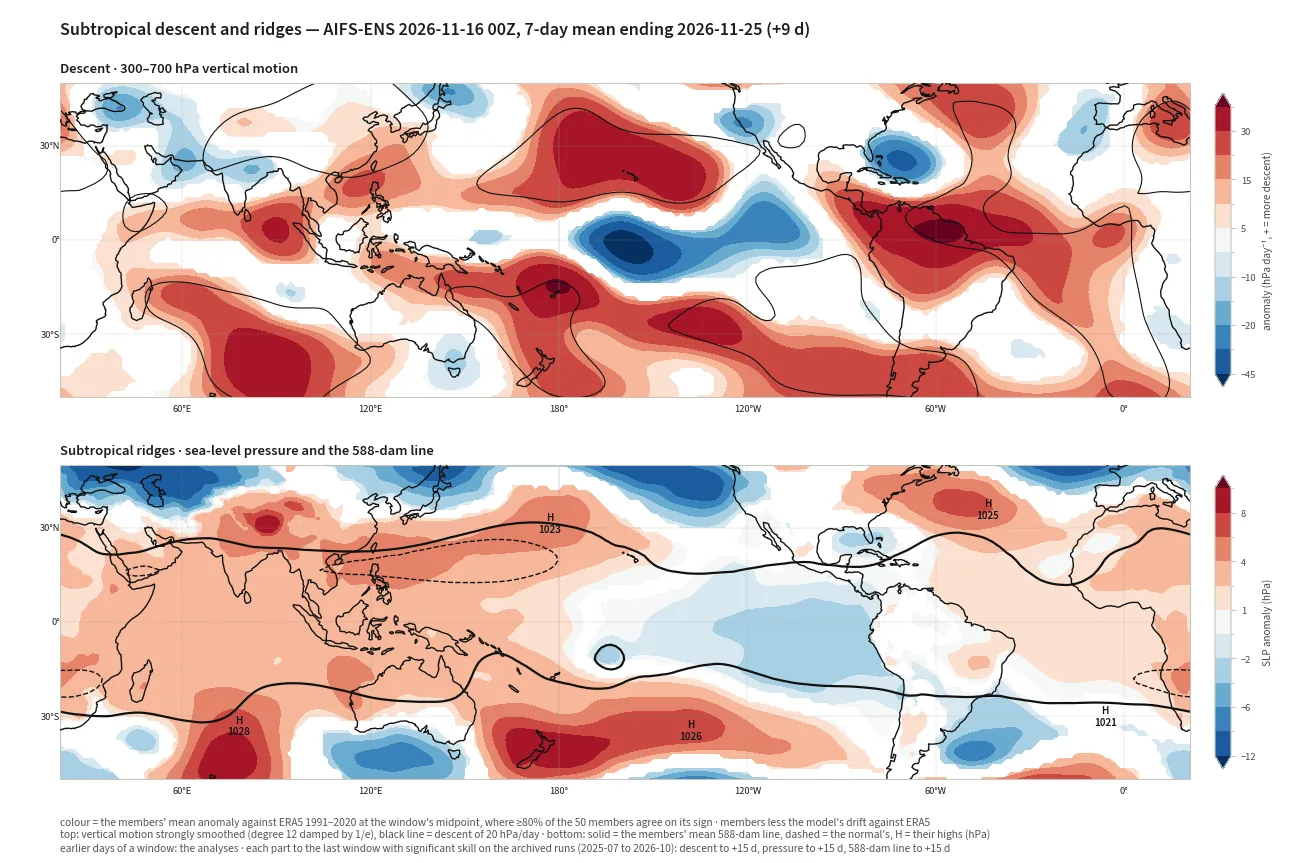 Subtropical descent and ridges — AIFS-ENS 2026-11-16 00Z, 7-day mean ending 2026-11-25 (+9 d)
Descent · 300–700 hPa vertical motion
30°N
0°
30°S
60°E
120°E
180°
120°W
60°W
0°
30
15
5
−10
−20
−45
anomaly (hPa day⁻¹, + = more descent)
Subtropical ridges · sea-level pressure and the 588-dam line
30°N
0°
30°S
H
1023
H
1025
H
1028
H
1026
H
1021
60°E
120°E
180°
120°W
60°W
0°
8
4
1
−2
−6
−12
SLP anomaly (hPa)
colour = the members' mean anomaly against ERA5 1991–2020 at the window's midpoint, where ≥80% of the 50 members agree on its sign · members less the model's drift against ERA5
top: vertical motion strongly smoothed (degree 12 damped by 1/e), black line = descent of 20 hPa/day · bottom: solid = the members' mean 588-dam line, dashed = the normal's, H = their highs (hPa)
earlier days of a window: the analyses · each part to the last window with significant skill on the archived runs (2025-07 to 2026-10): descent to +15 d, pressure to +15 d, 588-dam line to +15 d